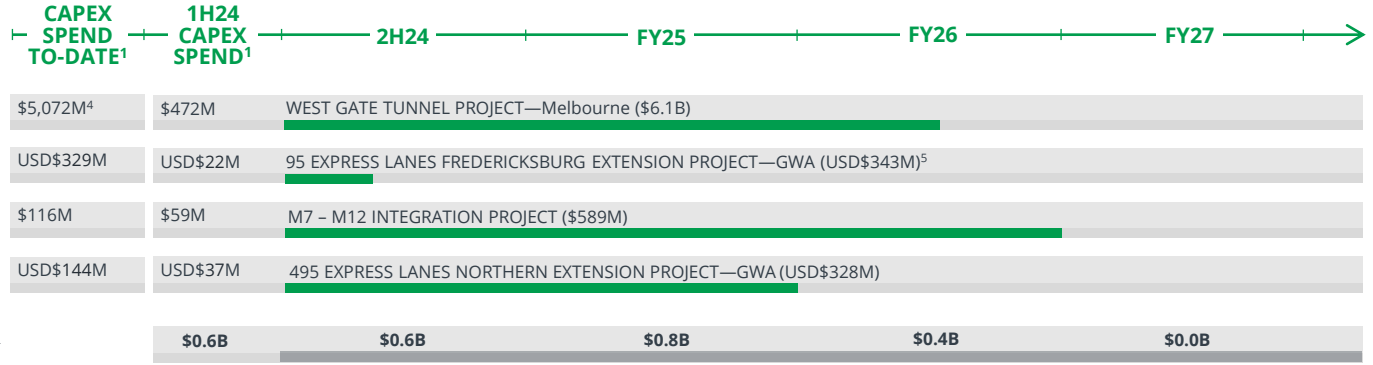 CAPEX SPEND TO-DATE¹ 1H24 CAPEX SPEND¹ 2H24 FY25 FY26 FY27
$5,072M⁴ $472M WEST GATE TUNNEL PROJECT—Melbourne ($6.1B)
USD$329M USD$22M 95 EXPRESS LANES FREDERICKSBURG EXTENSION PROJECT—GWA (USD$343M)⁵
$116M $59M M7 – M12 INTEGRATION PROJECT ($589M)
USD$144M USD$37M 495 EXPRESS LANES NORTHERN EXTENSION PROJECT—GWA (USD$328M)
$0.6B $0.6B $0.8B $0.4B $0.0B